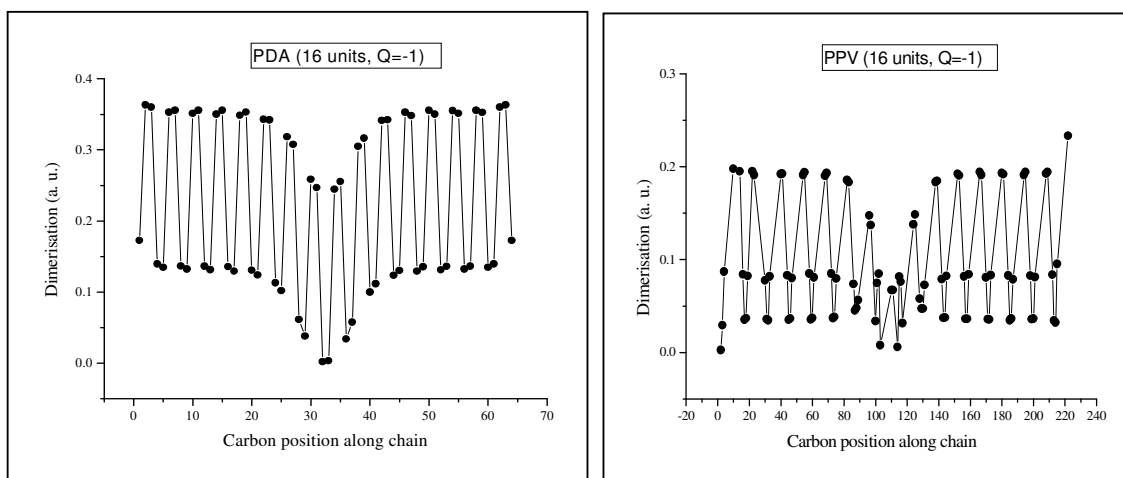 PDA (16 units, Q=-1)
0.4
0.3
0.2
0.1
0.0
Dimerisation (a. u.)
0 10 20 30 40 50 60 70
Carbon position along chain
PPV (16 units, Q=-1)
0.3
0.2
0.1
0.0
Dimerisation (a. u.)
-20 0 20 40 60 80 100 120 140 160 180 200 220 240
Carbon position along chain